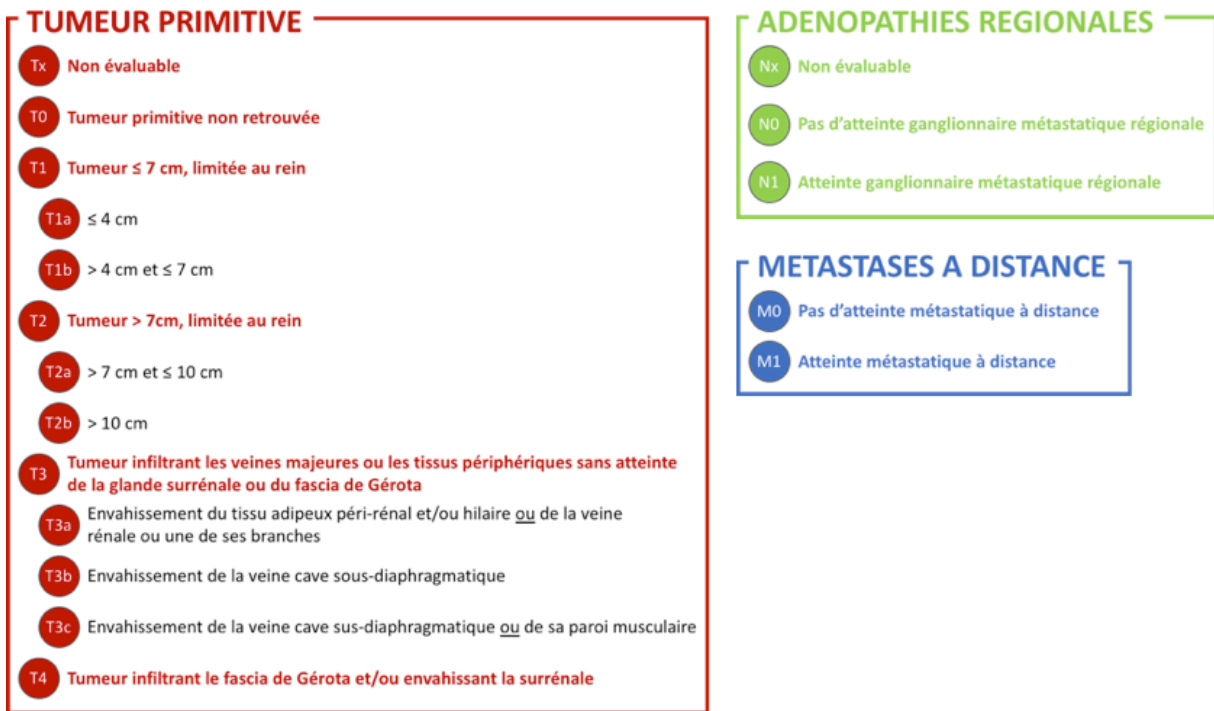 TUMEUR PRIMITIVE
Tx Non évaluable
T0 Tumeur primitive non retrouvée
T1 Tumeur ≤ 7 cm, limitée au rein
T1a ≤ 4 cm
T1b > 4 cm et ≤ 7 cm
T2 Tumeur > 7cm, limitée au rein
T2a > 7 cm et ≤ 10 cm
T2b > 10 cm
T3 Tumeur infiltrant les veines majeures ou les tissus périphériques sans atteinte
de la glande surrénale ou du fascia de Gérota
T3a Envahissement du tissu adipeux péri-rénal et/ou hilaire ou de la veine
rénale ou une de ses branches
T3b Envahissement de la veine cave sous-diaphragmatique
T3c Envahissement de la veine cave sus-diaphragmatique ou de sa paroi musculaire
T4 Tumeur infiltrant le fascia de Gérota et/ou envahissant la surrénale
ADENOPATHIES REGIONALES
Nx Non évaluable
N0 Pas d'atteinte ganglionnaire métastatique régionale
N1 Atteinte ganglionnaire métastatique régionale
METASTASES A DISTANCE
M0 Pas d'atteinte métastatique à distance
M1 Atteinte métastatique à distance